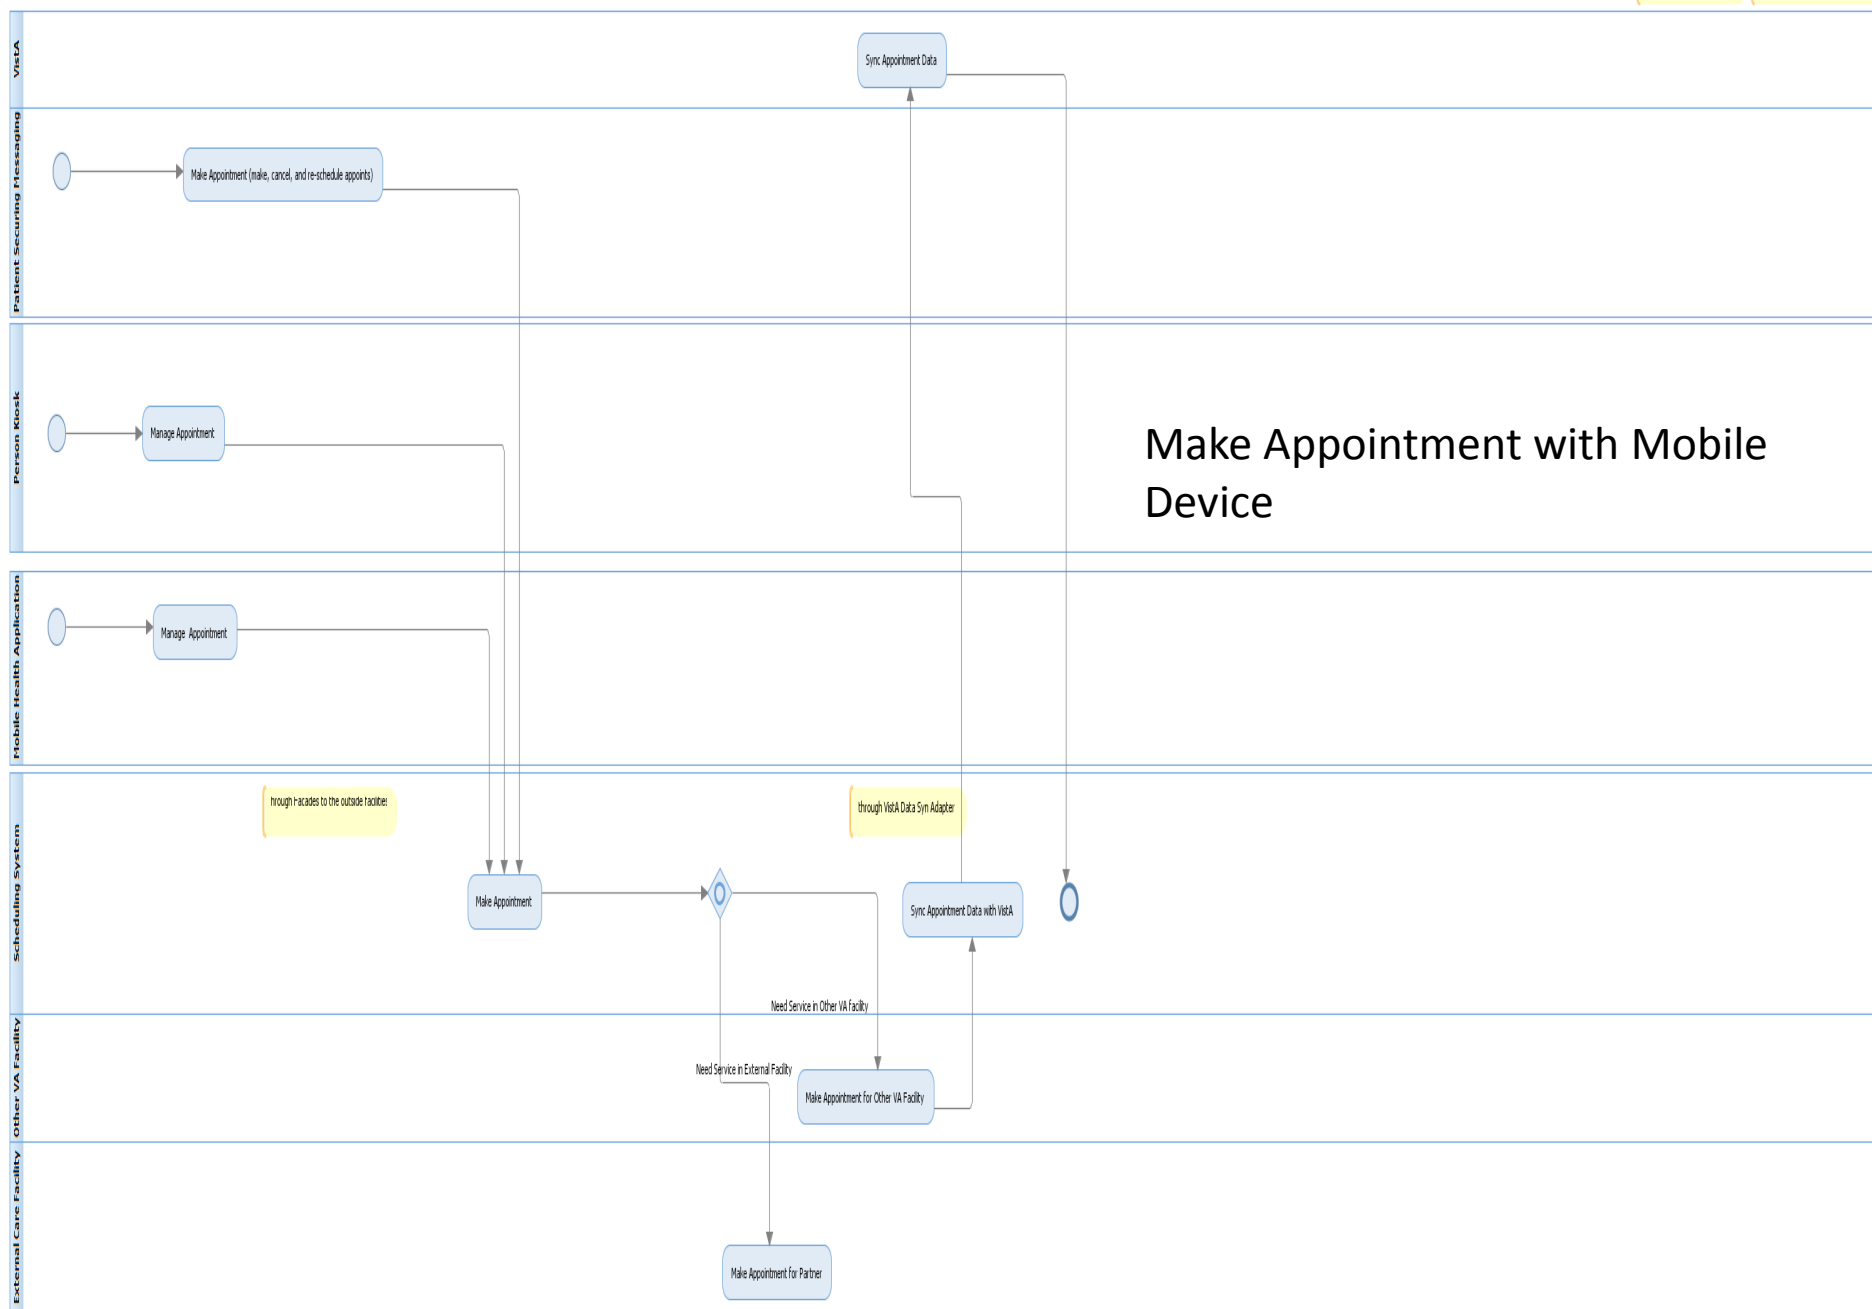 VistA
Sync Appointment Data
Patient Securing Messaging
Make Appointment (make, cancel, and re-schedule appoints)
Person Kiosk
Manage Appointment
Make Appointment with Mobile
Device
Mobile Health Application
Manage Appointment
Scheduling System
hrough Facades to the outside facilities
through VistA Data Syn Adapter
Make Appointment
Sync Appointment Data with VistA
Need Service in Other VA facility
Other VA Facility
Need Service in External Facility
Make Appointment for Other VA Facility
External Care Facility
Make Appointment for Partner